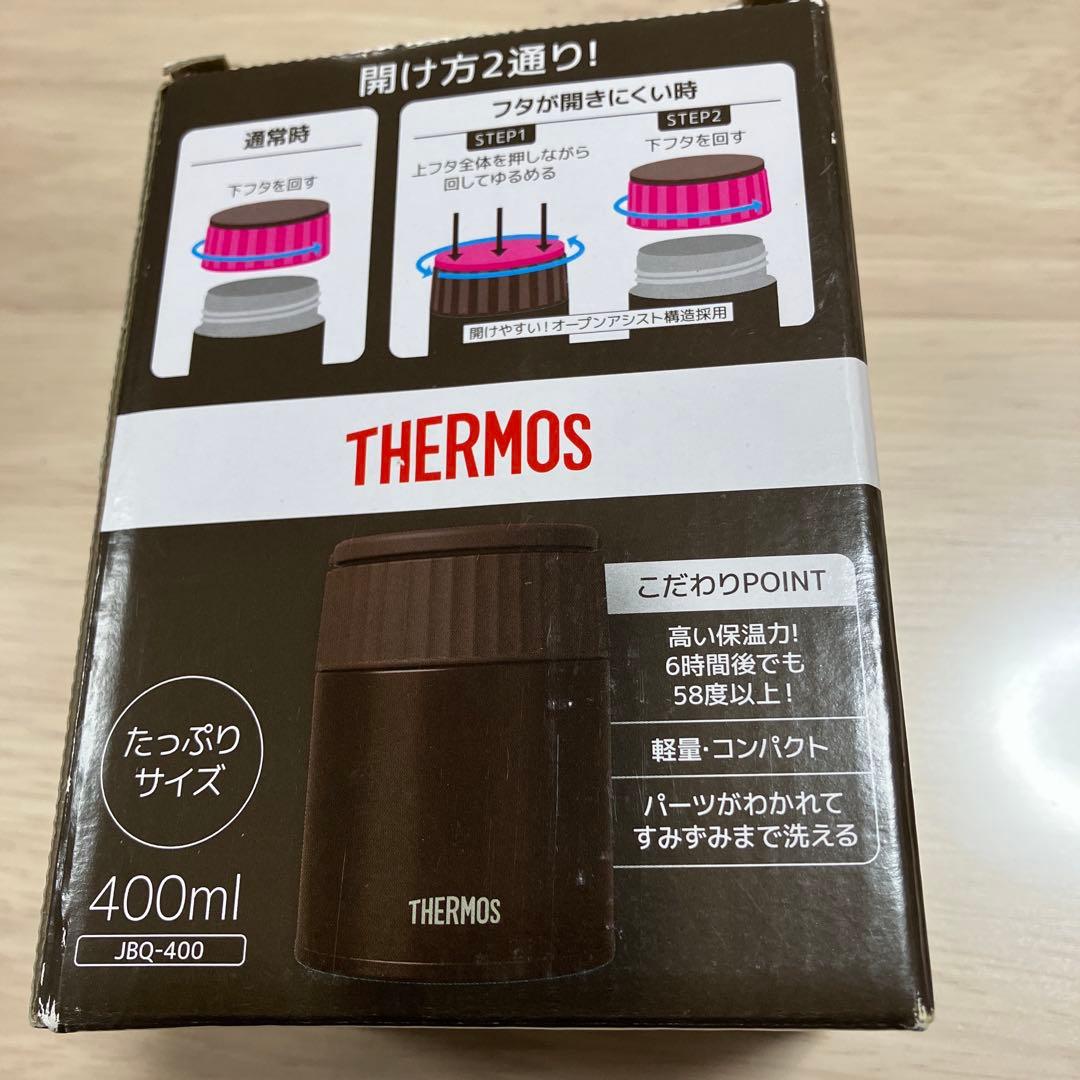 開け方2通り!
通常時
下フタを回す
フタが開きにくい時
STEP1
上フタ全体を押しながら
回してゆるめる
STEP2
下フタを回す
開けやすい!オープンアシスト構造採用
THERMOS
こだわりPOINT
高い保温力!
6時間後でも
58度以上!
軽量・コンパクト
パーツがわかれて
すみずみまで洗える
たっぷり
サイズ
400ml
JBQ-400
THERMOS